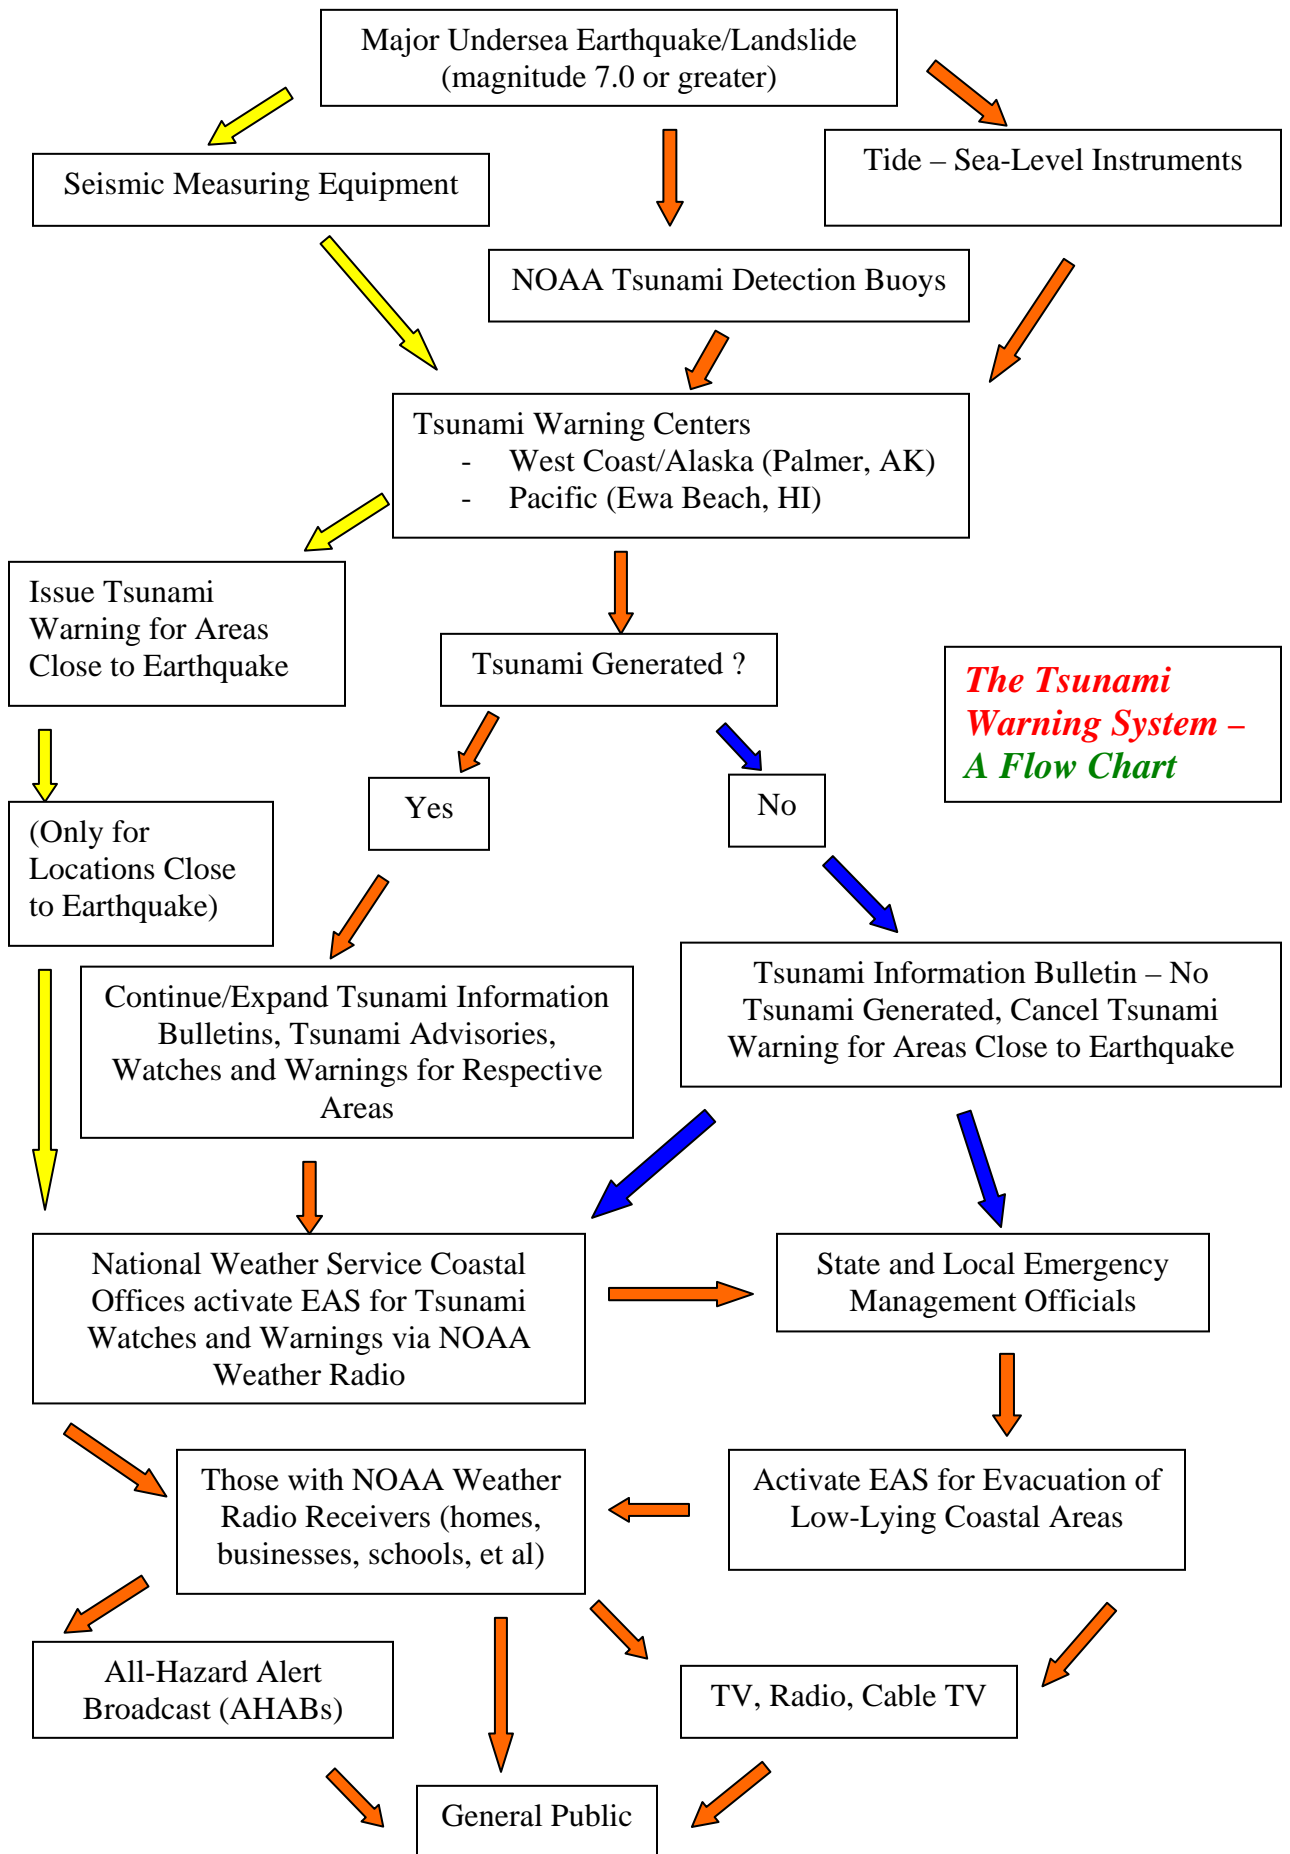 Major Undersea Earthquake/Landslide
(magnitude 7.0 or greater)
Seismic Measuring Equipment
Tide – Sea-Level Instruments
NOAA Tsunami Detection Buoys
Tsunami Warning Centers
- West Coast/Alaska (Palmer, AK)
- Pacific (Ewa Beach, HI)
Issue Tsunami
Warning for Areas
Close to Earthquake
Tsunami Generated ?
The Tsunami
Warning System –
A Flow Chart
(Only for
Locations Close
to Earthquake)
Yes
No
Continue/Expand Tsunami Information
Bulletins, Tsunami Advisories,
Watches and Warnings for Respective
Areas
Tsunami Information Bulletin – No
Tsunami Generated, Cancel Tsunami
Warning for Areas Close to Earthquake
National Weather Service Coastal
Offices activate EAS for Tsunami
Watches and Warnings via NOAA
Weather Radio
State and Local Emergency
Management Officials
Those with NOAA Weather
Radio Receivers (homes,
businesses, schools, et al)
Activate EAS for Evacuation of
Low-Lying Coastal Areas
All-Hazard Alert
Broadcast (AHABs)
TV, Radio, Cable TV
General Public